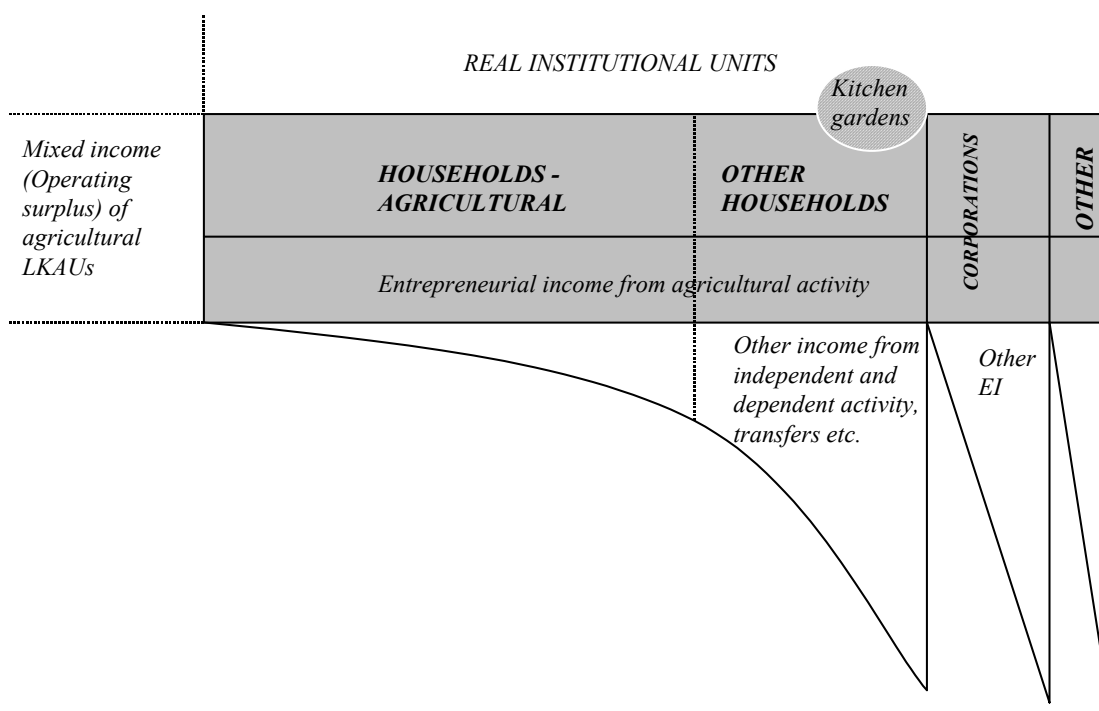 REAL INSTITUTIONAL UNITS
Kitchen
gardens
Mixed income
(Operating
surplus) of
agricultural
LKAUs
HOUSEHOLDS -
AGRICULTURAL
OTHER
HOUSEHOLDS
CORPORATIONS
OTHER
Entrepreneurial income from agricultural activity
Other income from
independent and
dependent activity,
transfers etc.
Other
EI